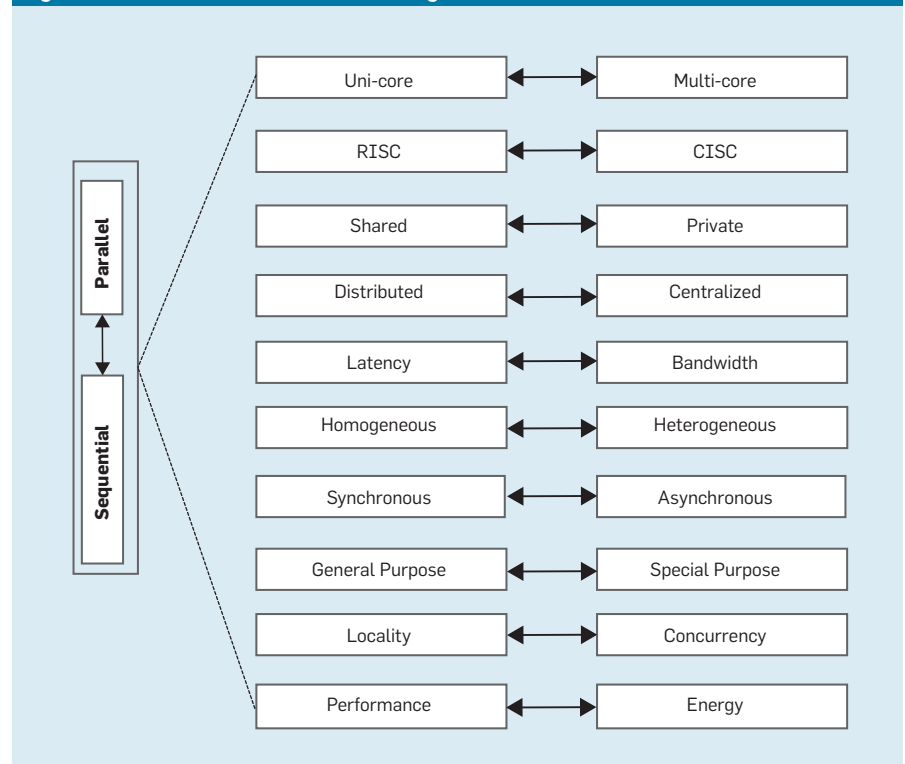 Uni-core
Multi-core
RISC
CISC
Parallel
Shared
Private
Distributed
Centralized
Latency
Bandwidth
Sequential
Homogeneous
Heterogeneous
Synchronous
Asynchronous
General Purpose
Special Purpose
Locality
Concurrency
Performance
Energy